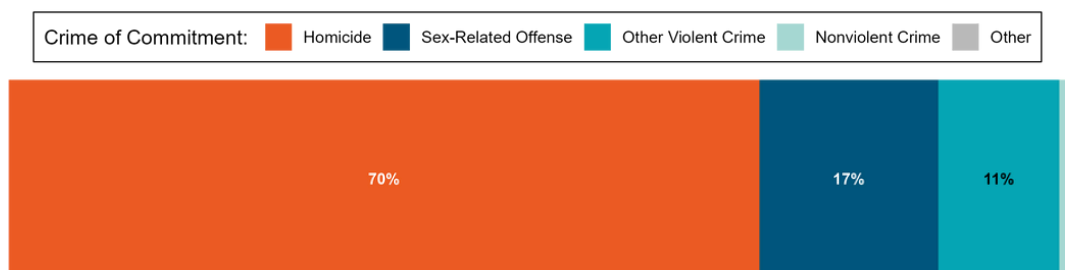 Crime of Commitment: Homicide Sex-Related Offense Other Violent Crime Nonviolent Crime Other
70% 17% 11%